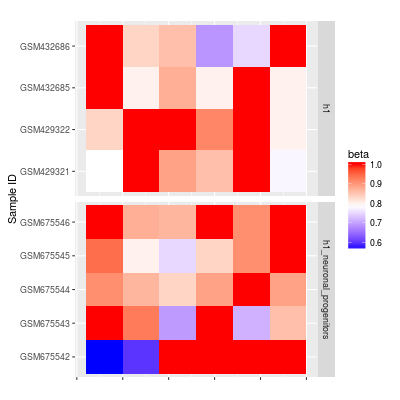 Sample ID
GSM432686
GSM432685
GSM429322
GSM429321
h1
GSM675546
GSM675545
GSM675544
GSM675543
GSM675542
h1_neuronal_progenitors
beta
1.0
0.9
0.8
0.7
0.6